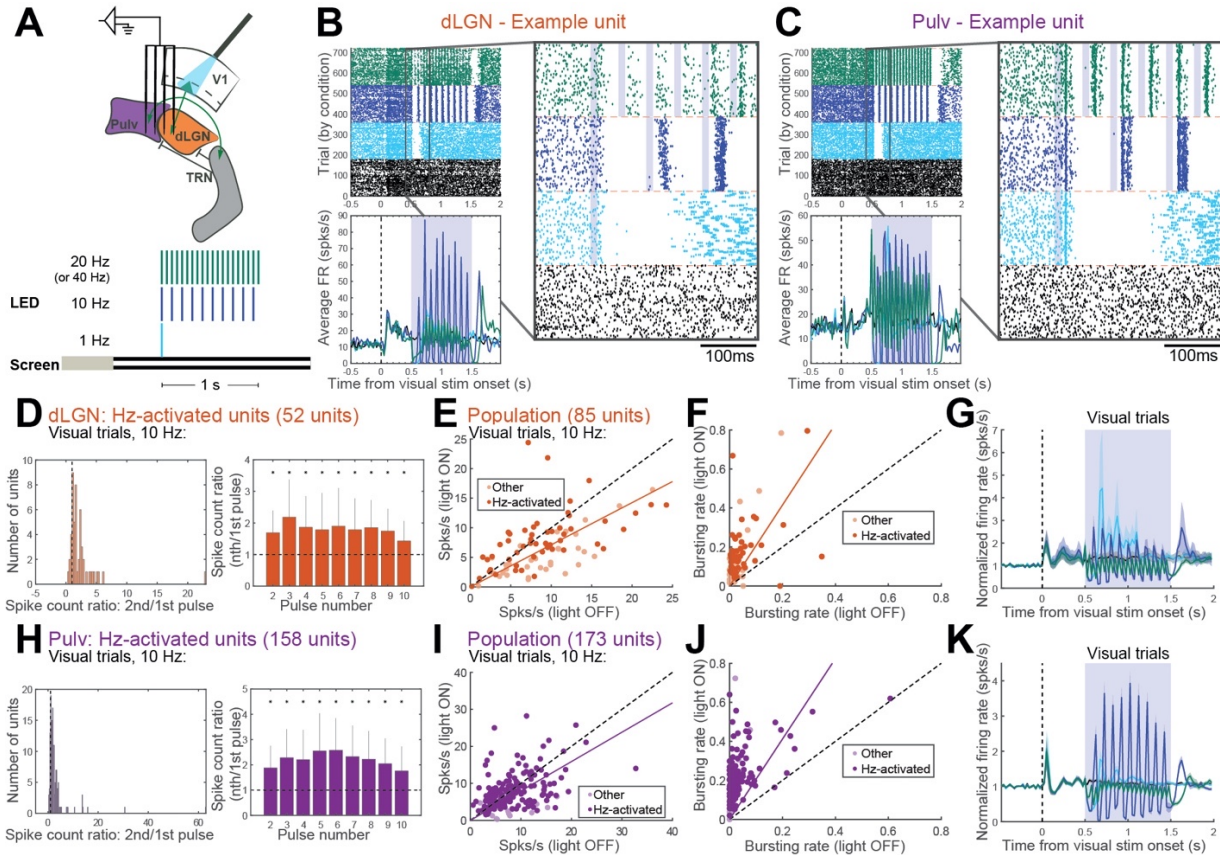 A
V1
Pulv
dLGN
TRN
20 Hz
(or 40 Hz)
LED
10 Hz
1 Hz
Screen
1 s
B
dLGN - Example unit
Trial (by condition)
700
600
500
400
300
200
100
0
-0.5 0 0.5 1 1.5 2
Average FR (spks/s)
90
80
70
60
50
40
30
20
10
0
-0.5 0 0.5 1 1.5 2
Time from visual stim onset (s)
100ms
C
Pulv - Example unit
Trial (by condition)
700
600
500
400
300
200
100
0
-0.5 0 0.5 1 1.5 2
Average FR (spks/s)
60
50
40
30
20
10
0
-0.5 0 0.5 1 1.5 2
Time from visual stim onset (s)
100ms
D
dLGN: Hz-activated units (52 units)
Visual trials, 10 Hz:
Number of units
10
8
6
4
2
0
-5 0 5 10 15 20
Spike count ratio: 2nd/1st pulse
Spike count ratio
(nth/1st pulse)
4
3
2
1
0
2 3 4 5 6 7 8 9 10
Pulse number
E
Population (85 units)
Visual trials, 10 Hz:
Spks/s (light ON)
25
20
15
10
5
0
0 5 10 15 20 25
Spks/s (light OFF)
Other
Hz-activated
F
Bursting rate (light ON)
0.8
0.6
0.4
0.2
0
0 0.2 0.4 0.6 0.8
Bursting rate (light OFF)
Other
Hz-activated
G
Visual trials
Normalized firing rate (spks/s)
7
6
5
4
3
2
1
0
-0.5 0 0.5 1 1.5 2
Time from visual stim onset (s)
H
Pulv: Hz-activated units (158 units)
Visual trials, 10 Hz:
Number of units
20
15
10
5
0
0 20 40 60
Spike count ratio: 2nd/1st pulse
Spike count ratio
(nth/1st pulse)
5
4
3
2
1
0
2 3 4 5 6 7 8 9 10
Pulse number
I
Population (173 units)
Visual trials, 10 Hz:
Spks/s (light ON)
40
30
20
10
0
0 10 20 30 40
Spks/s (light OFF)
Other
Hz-activated
J
Bursting rate (light ON)
0.8
0.6
0.4
0.2
0
0 0.2 0.4 0.6 0.8
Bursting rate (light OFF)
Other
Hz-activated
K
Visual trials
Normalized firing rate (spks/s)
4
3
2
1
0
-0.5 0 0.5 1 1.5 2
Time from visual stim onset (s)